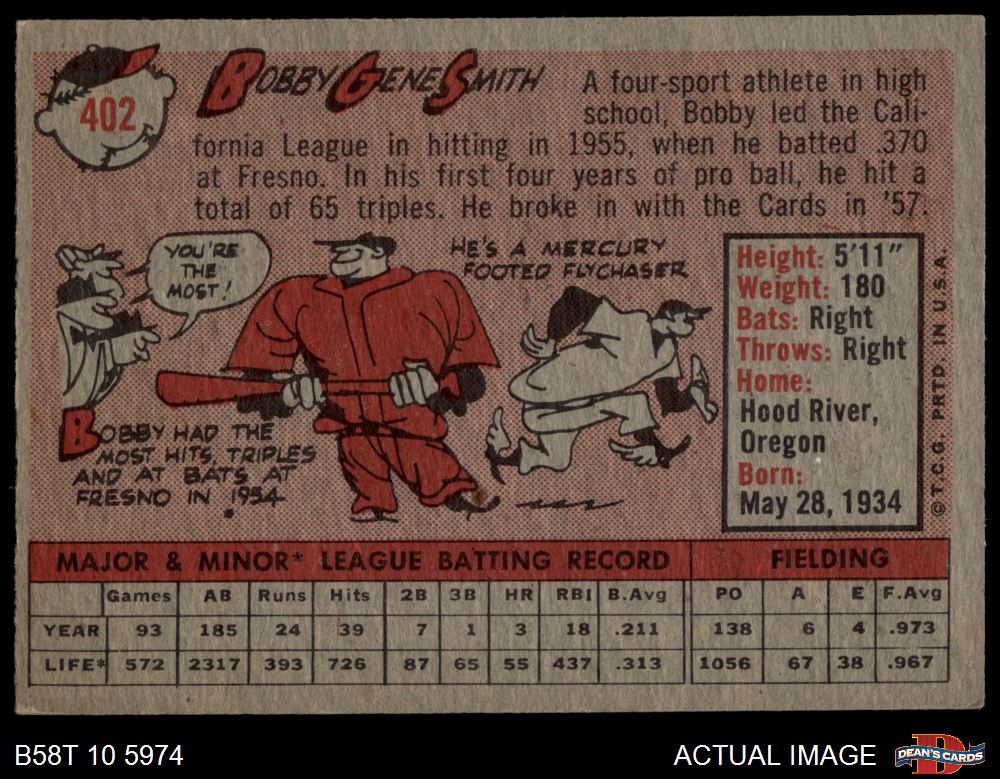 402
BOBBY GENE SMITH
A four-sport athlete in high
school, Bobby led the Cali-
fornia League in hitting in 1955, when he batted .370
at Fresno. In his first four years of pro ball, he hit a
total of 65 triples. He broke in with the Cards in '57.
YOU'RE
THE
MOST!
HE'S A MERCURY
FOOTED FLYCHASER
BOBBY HAD THE
MOST HITS, TRIPLES
AND AT BATS AT
FRESNO IN 1954.
Height: 5'11"
Weight: 180
Bats: Right
Throws: Right
Home:
Hood River,
Oregon
Born:
May 28, 1934
© T.C.G. PRTD. IN U.S.A.
MAJOR & MINOR* LEAGUE BATTING RECORD FIELDING
Games AB Runs Hits 2B 3B HR RBI B.Avg PO A E F.Avg
YEAR 93 185 24 39 7 1 3 18 .211 138 6 4 .973
LIFE* 572 2317 393 726 87 65 55 437 .313 1056 67 38 .967
B58T 10 5974 ACTUAL IMAGE
D
DEAN'S CARDS